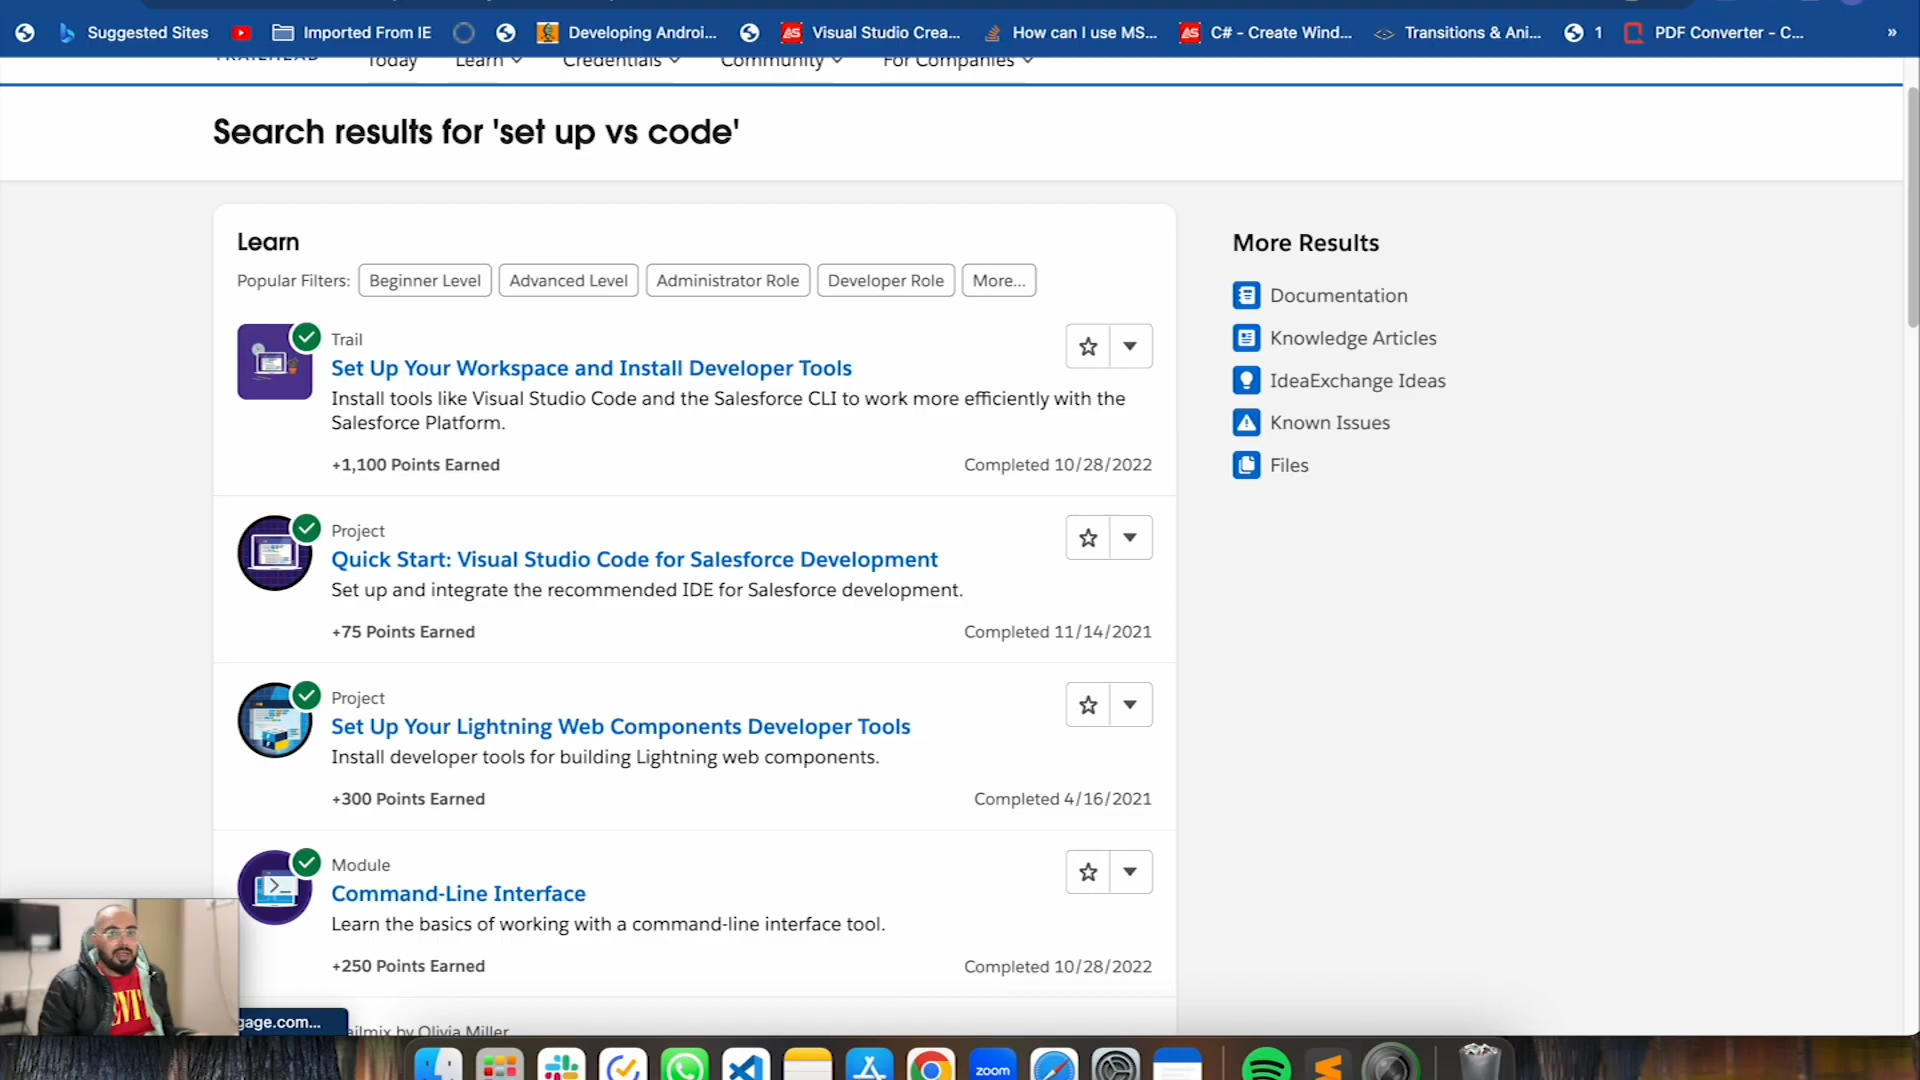 Suggested Sites
Imported From IE
Developing Androi...
Visual Studio Crea...
How can I use MS...
C# - Create Wind...
Transitions & Ani...
1
PDF Converter - C...
»
TRAILHEAD
Today
Learn
Credentials
Community
For Companies
Search results for 'set up vs code'
Learn
Popular Filters:
Beginner Level
Advanced Level
Administrator Role
Developer Role
More...
Trail
Set Up Your Workspace and Install Developer Tools
Install tools like Visual Studio Code and the Salesforce CLI to work more efficiently with the
Salesforce Platform.
+1,100 Points Earned
Completed 10/28/2022
Project
Quick Start: Visual Studio Code for Salesforce Development
Set up and integrate the recommended IDE for Salesforce development.
+75 Points Earned
Completed 11/14/2021
Project
Set Up Your Lightning Web Components Developer Tools
Install developer tools for building Lightning web components.
+300 Points Earned
Completed 4/16/2021
Module
Command-Line Interface
Learn the basics of working with a command-line interface tool.
+250 Points Earned
Completed 10/28/2022
More Results
Documentation
Knowledge Articles
IdeaExchange Ideas
Known Issues
Files
gage.com...
ailmix by Olivia Miller
zoom